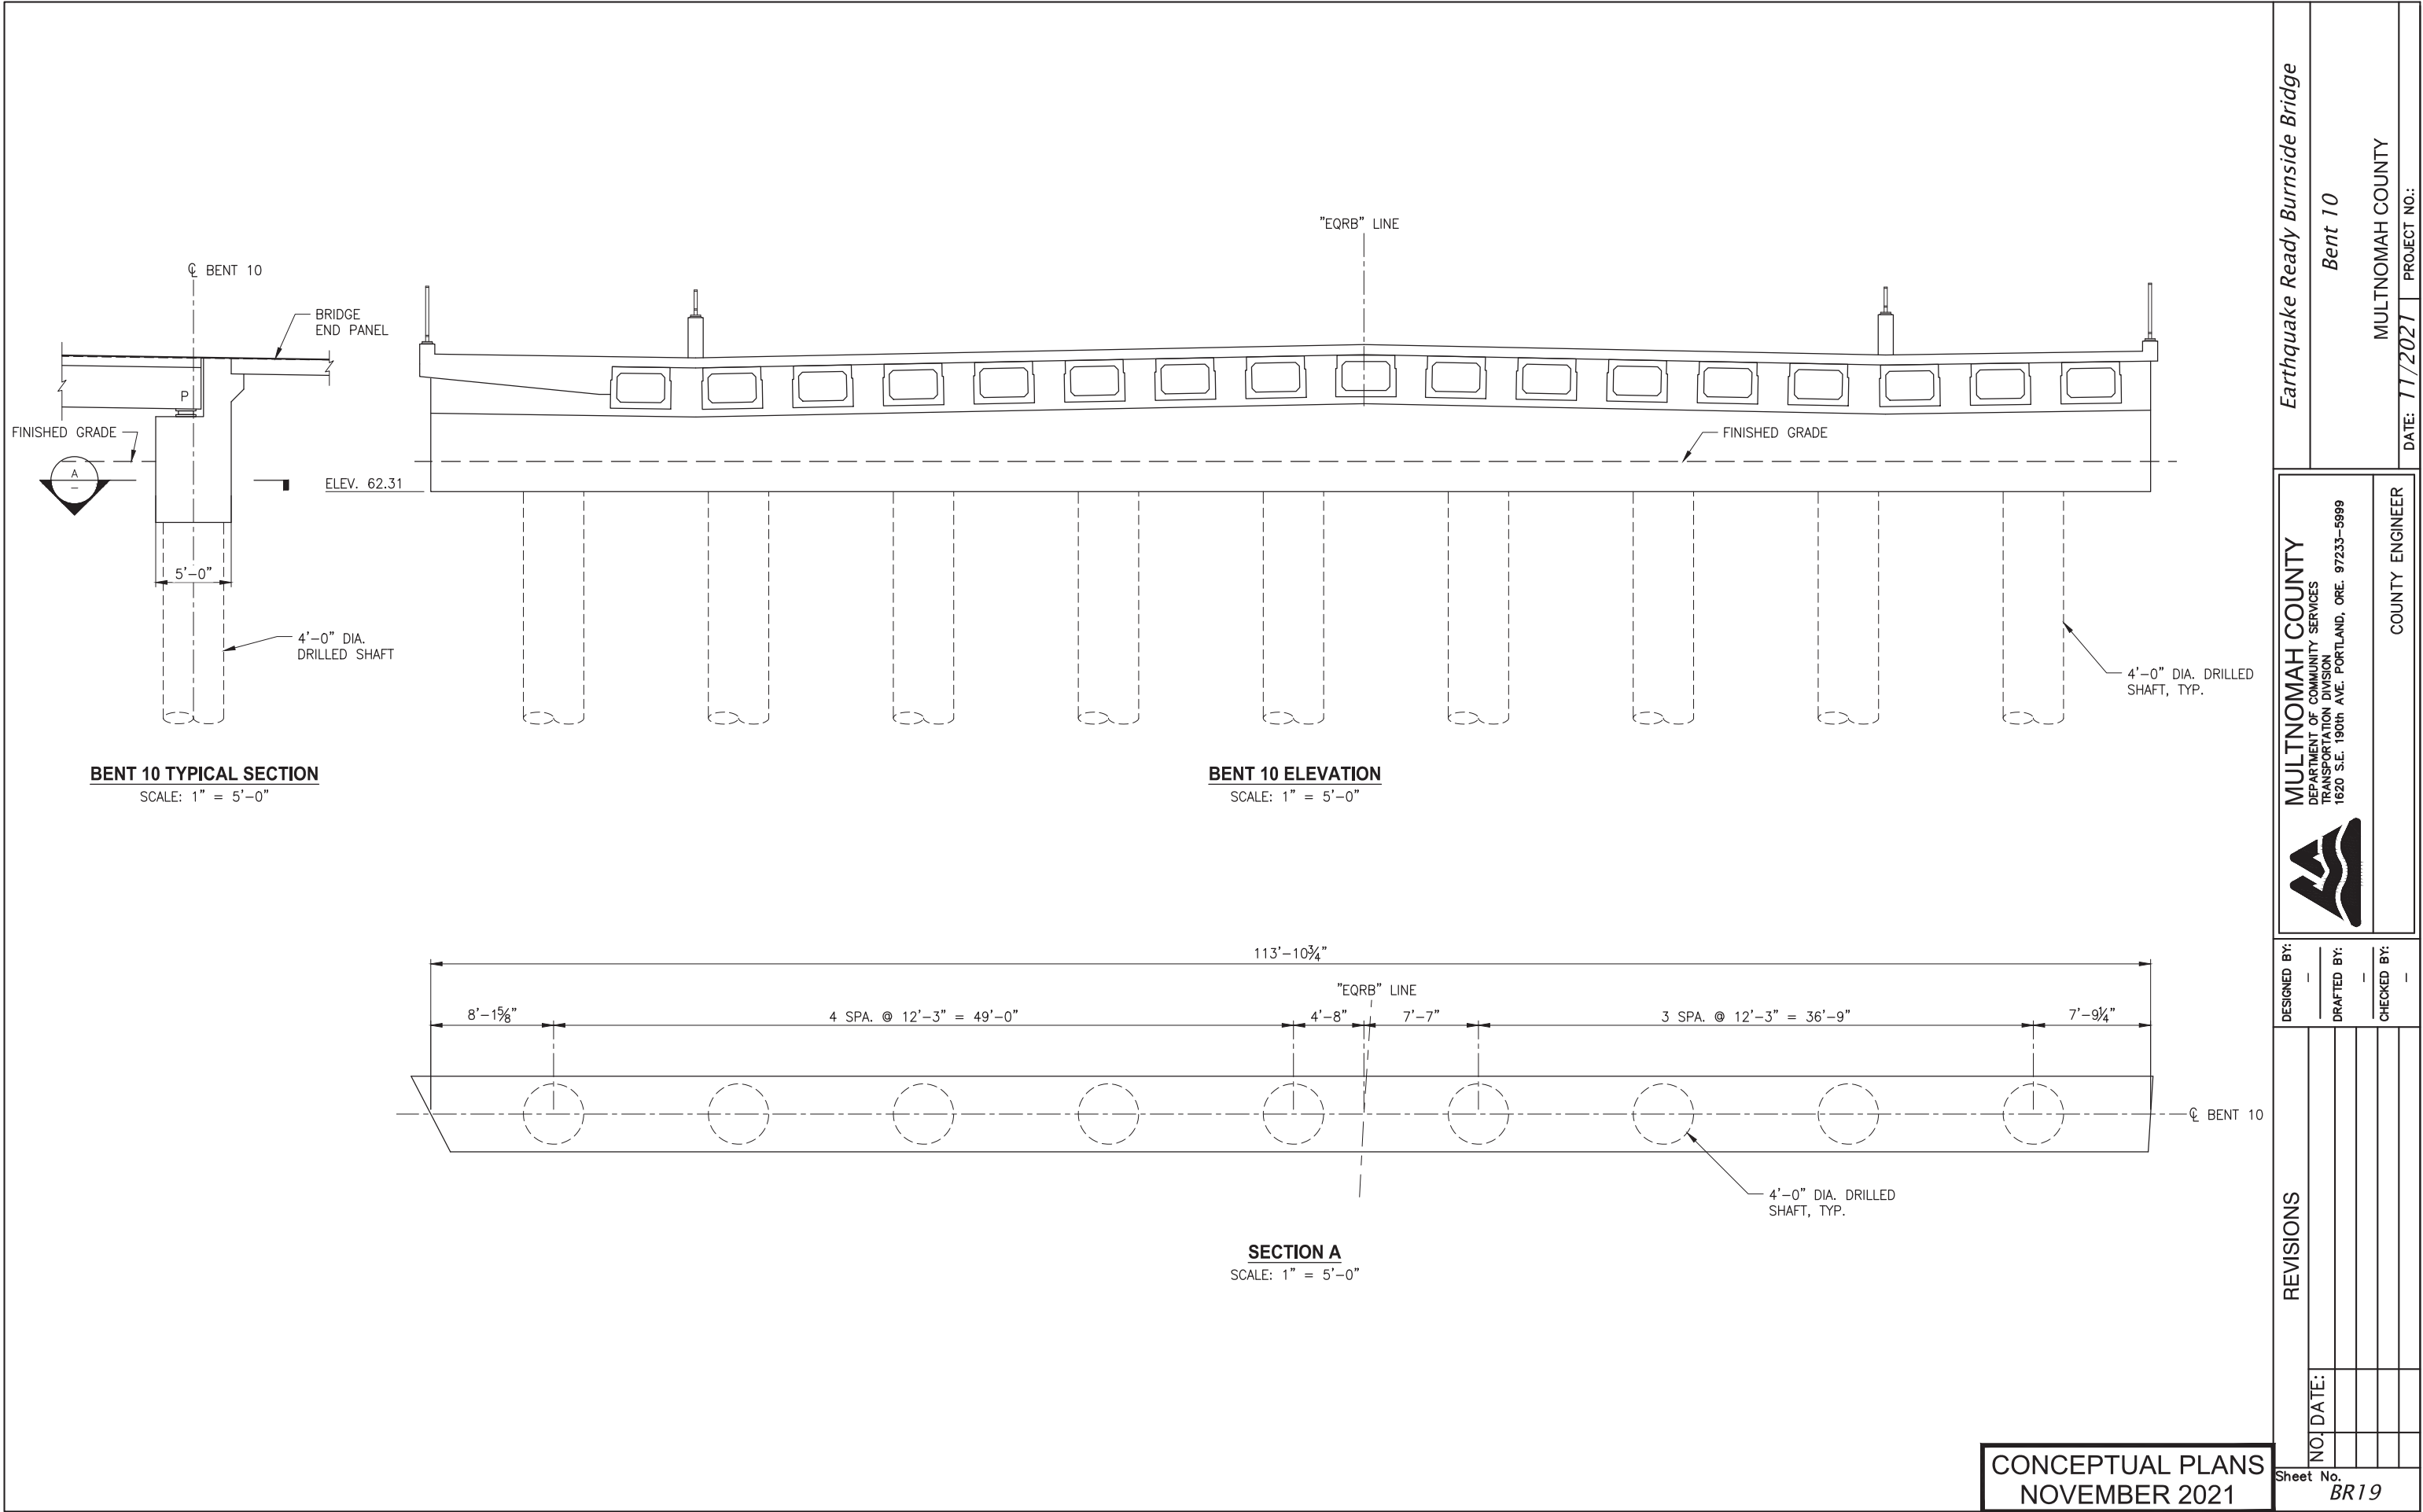 ℄ BENT 10
BRIDGE
END PANEL
P
FINISHED GRADE
A
–
5'-0"
4'-0" DIA.
DRILLED SHAFT
BENT 10 TYPICAL SECTION
SCALE: 1" = 5'-0"
"EQRB" LINE
FINISHED GRADE
ELEV. 62.31
4'-0" DIA. DRILLED
SHAFT, TYP.
BENT 10 ELEVATION
SCALE: 1" = 5'-0"
113'-10¾"
"EQRB" LINE
8'-1⅝"
4 SPA. @ 12'-3" = 49'-0"
4'-8"
7'-7"
3 SPA. @ 12'-3" = 36'-9"
7'-9¼"
℄ BENT 10
4'-0" DIA. DRILLED
SHAFT, TYP.
SECTION A
SCALE: 1" = 5'-0"
CONCEPTUAL PLANS
NOVEMBER 2021
Earthquake Ready Burnside Bridge
Bent 10
MULTNOMAH COUNTY
DATE: 11/2021
PROJECT NO.:
MULTNOMAH COUNTY
DEPARTMENT OF COMMUNITY SERVICES
TRANSPORTATION DIVISION
1620 S.E. 190th AVE. PORTLAND, ORE. 97233-5999
COUNTY ENGINEER
DESIGNED BY:
–
DRAFTED BY:
–
CHECKED BY:
–
REVISIONS
NO. DATE:
Sheet No.
BR19